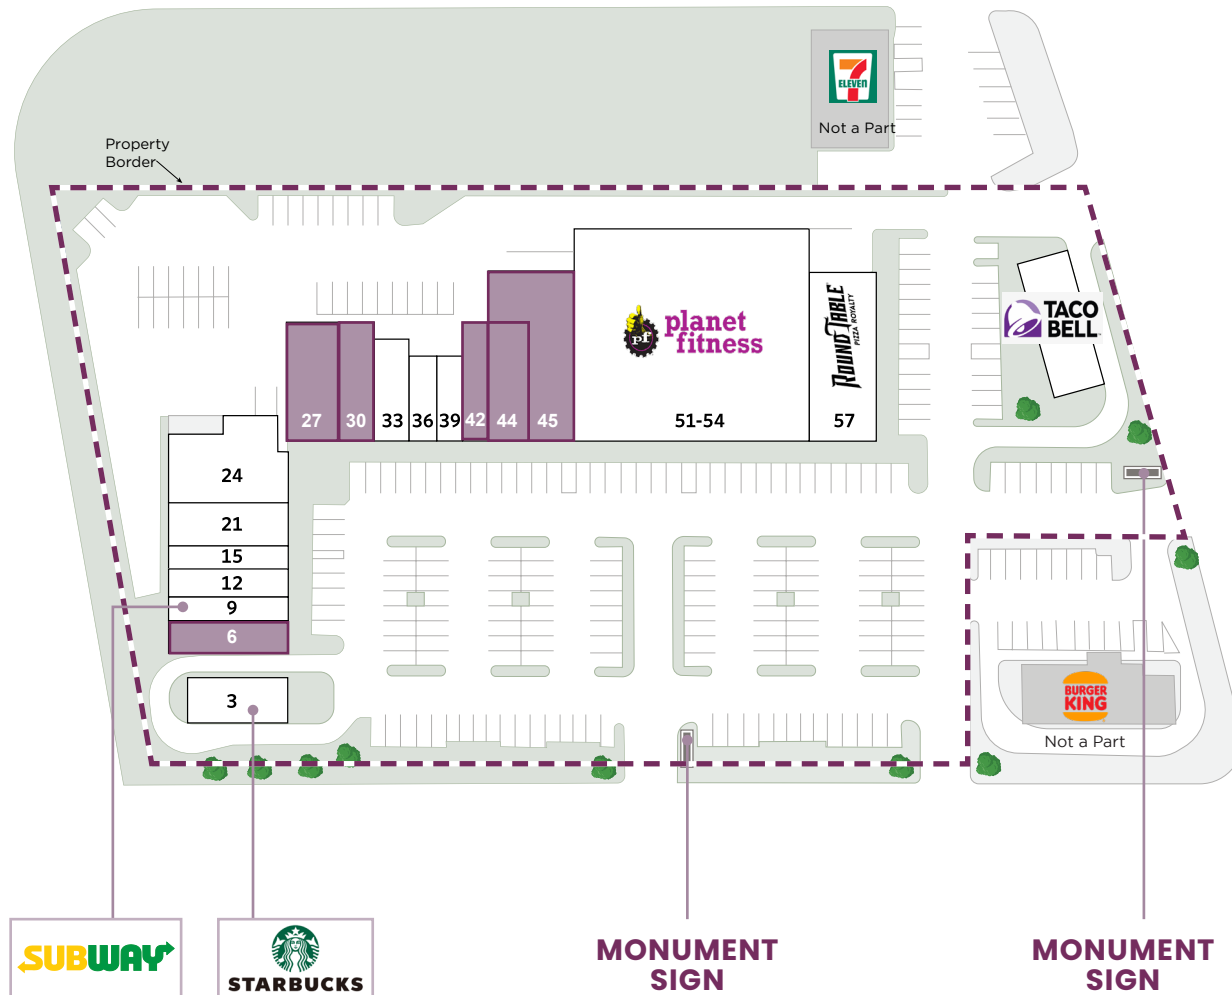 7
ELEVEN
Not a Part
Property
Border
planet
fitness
pf
ROUND TABLE
PIZZA ROYALTY
TACO
BELL
27
30
33
36
39
42
44
45
51-54
57
24
21
15
12
9
6
3
BURGER
KING
Not a Part
SUBWAY
STARBUCKS
MONUMENT
SIGN
MONUMENT
SIGN